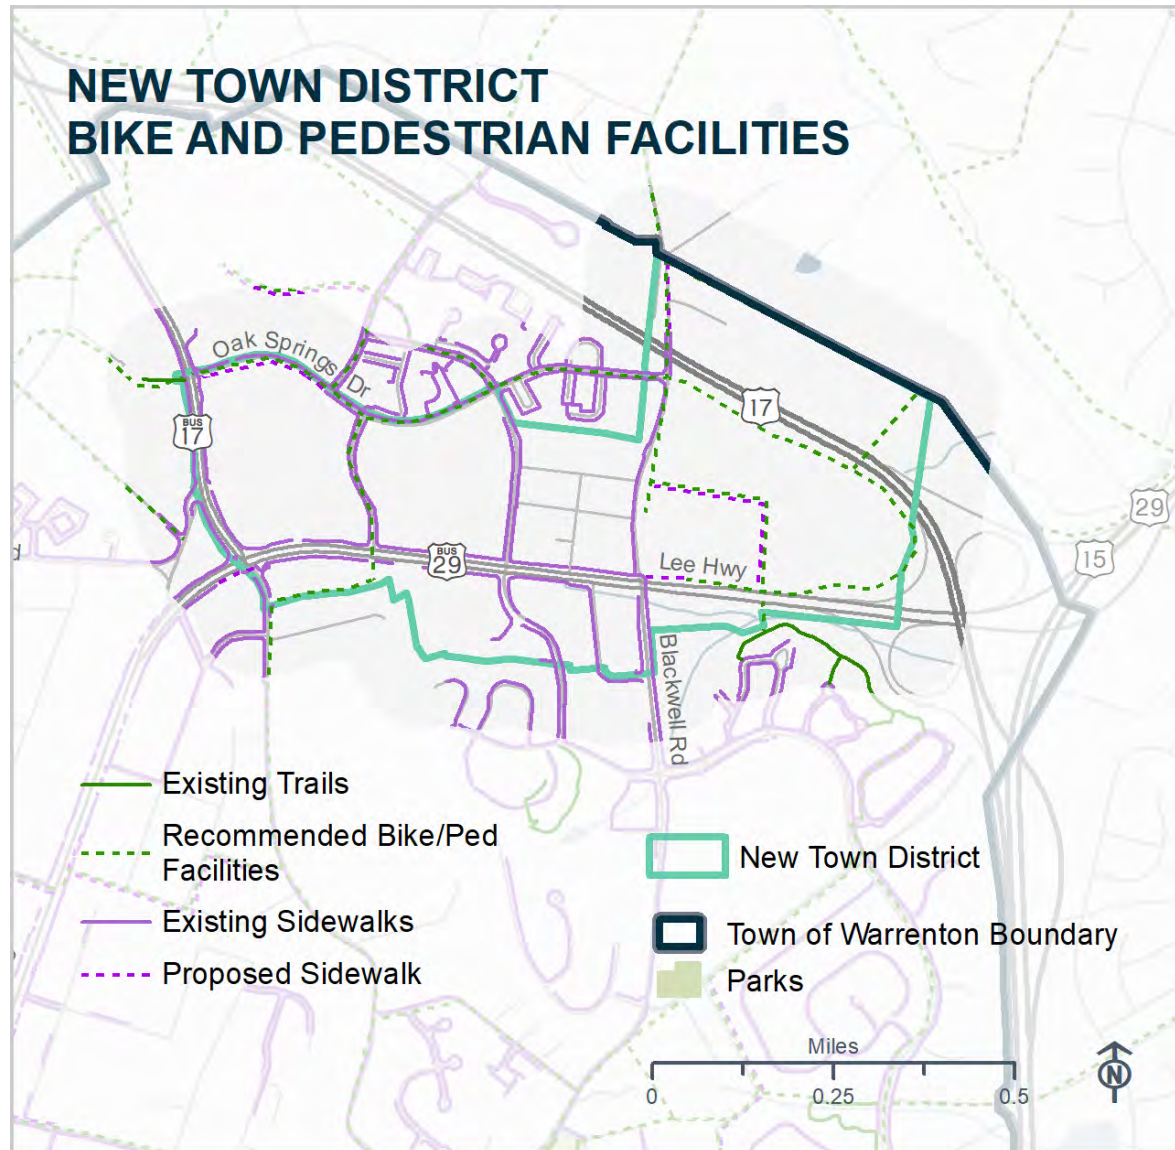 NEW TOWN DISTRICT
BIKE AND PEDESTRIAN FACILITIES
Oak Springs Dr
17
BUS
17
29
15
BUS
29
Lee Hwy
d
Blackwell Rd
Existing Trails
Recommended Bike/Ped
Facilities
Existing Sidewalks
Proposed Sidewalk
New Town District
Town of Warrenton Boundary
Parks
Miles
0
0.25
0.5
N